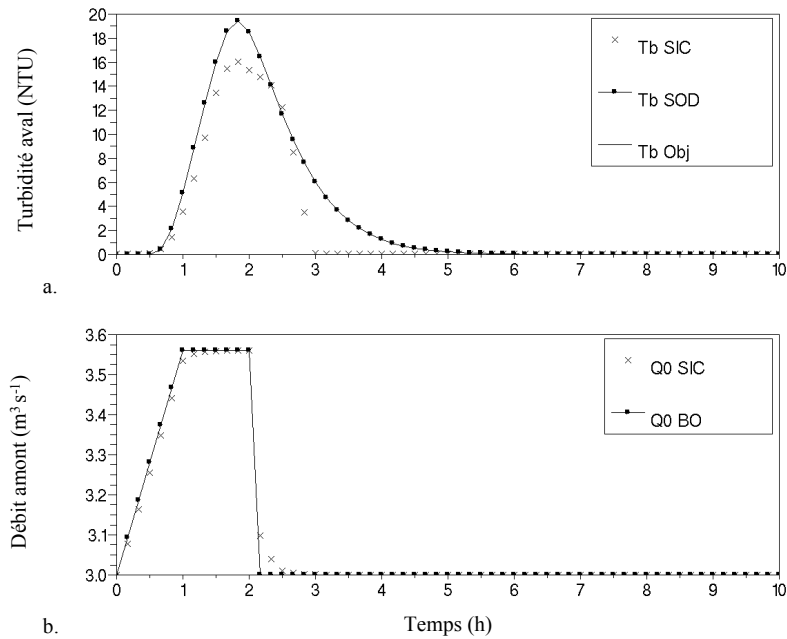 20
18
16
14
12
10
8
6
4
2
0
Turbidité aval (NTU)
Tb SIC
Tb SOD
Tb Obj
0 1 2 3 4 5 6 7 8 9 10
a.
3.6
3.5
3.4
3.3
3.2
3.1
3.0
Débit amont (m³ s⁻¹)
Q0 SIC
Q0 BO
0 1 2 3 4 5 6 7 8 9 10
b.
Temps (h)